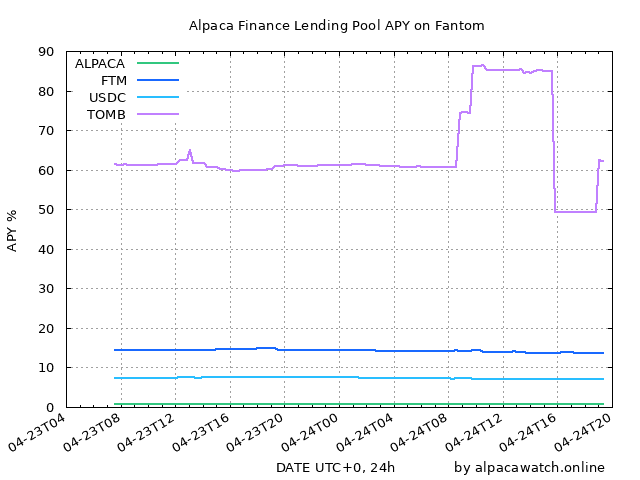 Alpaca Finance Lending Pool APY on Fantom
ALPACA
FTM
USDC
TOMB
APY %
90
80
70
60
50
40
30
20
10
0
04-23T04
04-23T08
04-23T12
04-23T16
04-23T20
04-24T00
04-24T04
04-24T08
04-24T12
04-24T16
04-24T20
DATE UTC+0, 24h
by alpacawatch.online